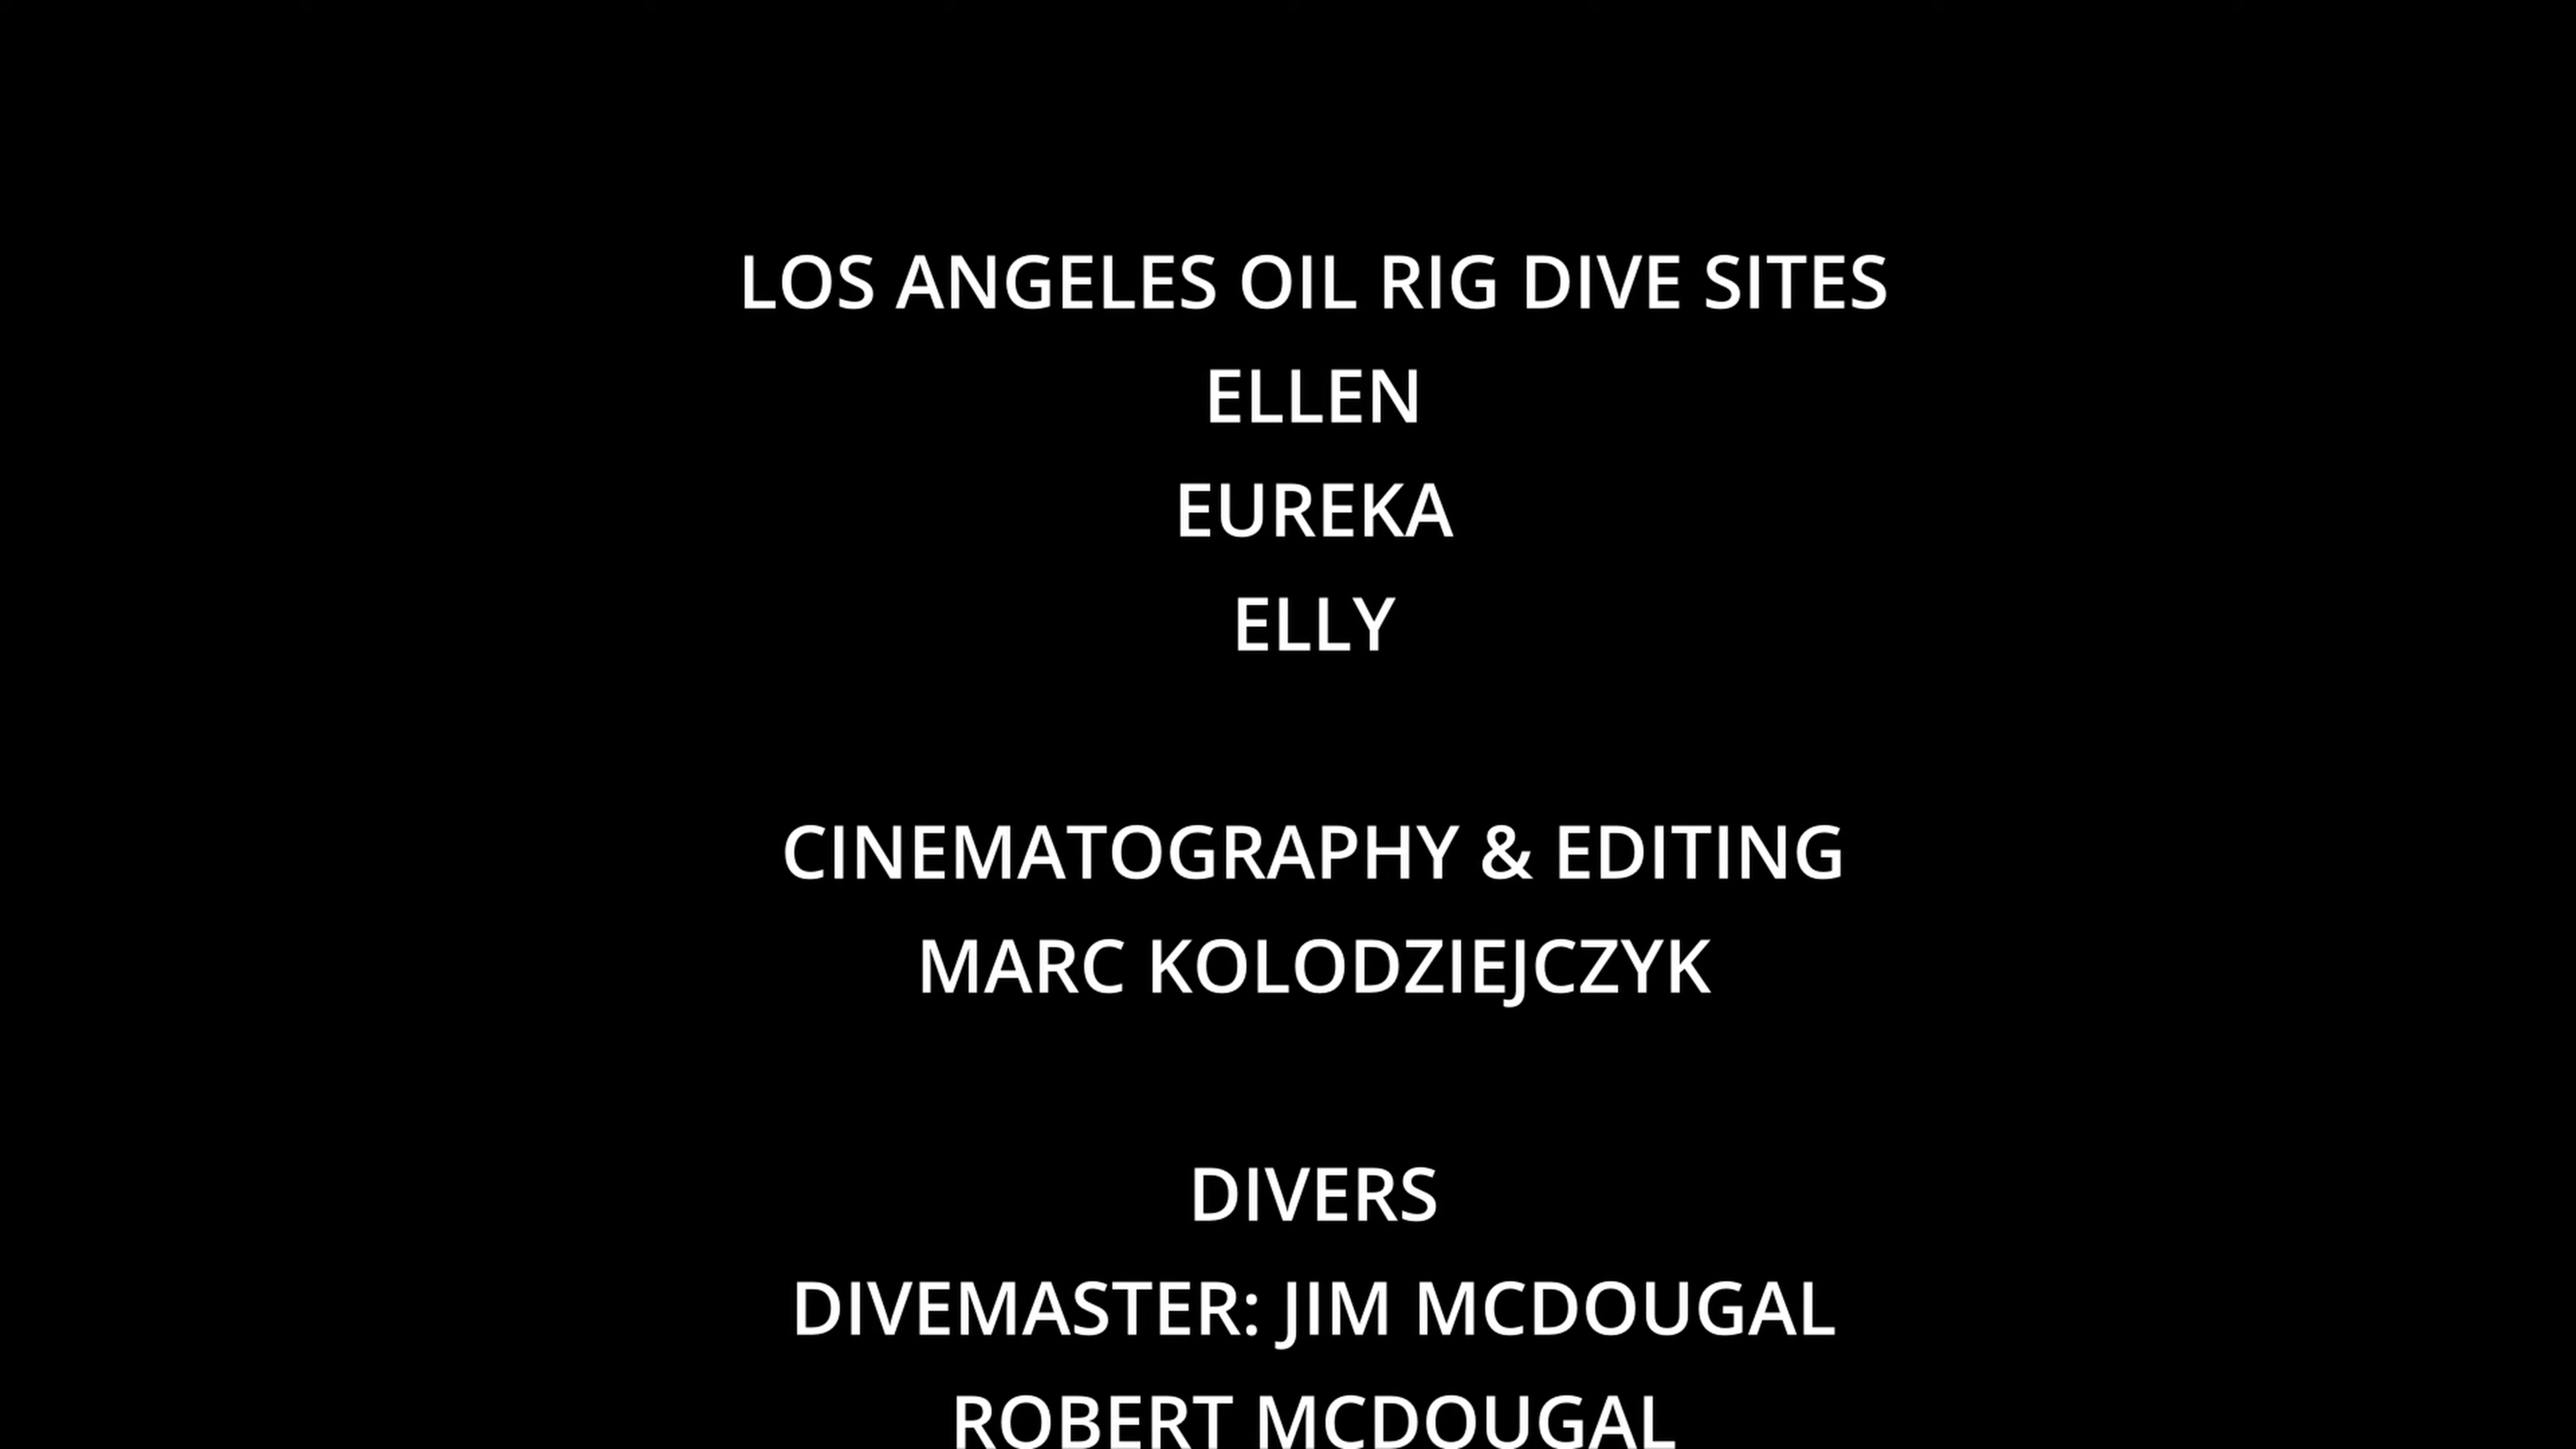 LOS ANGELES OIL RIG DIVE SITES
ELLEN
EUREKA
ELLY
CINEMATOGRAPHY & EDITING
MARC KOLODZIEJCZYK
DIVERS
DIVEMASTER: JIM MCDOUGAL
ROBERT MCDOUGAL